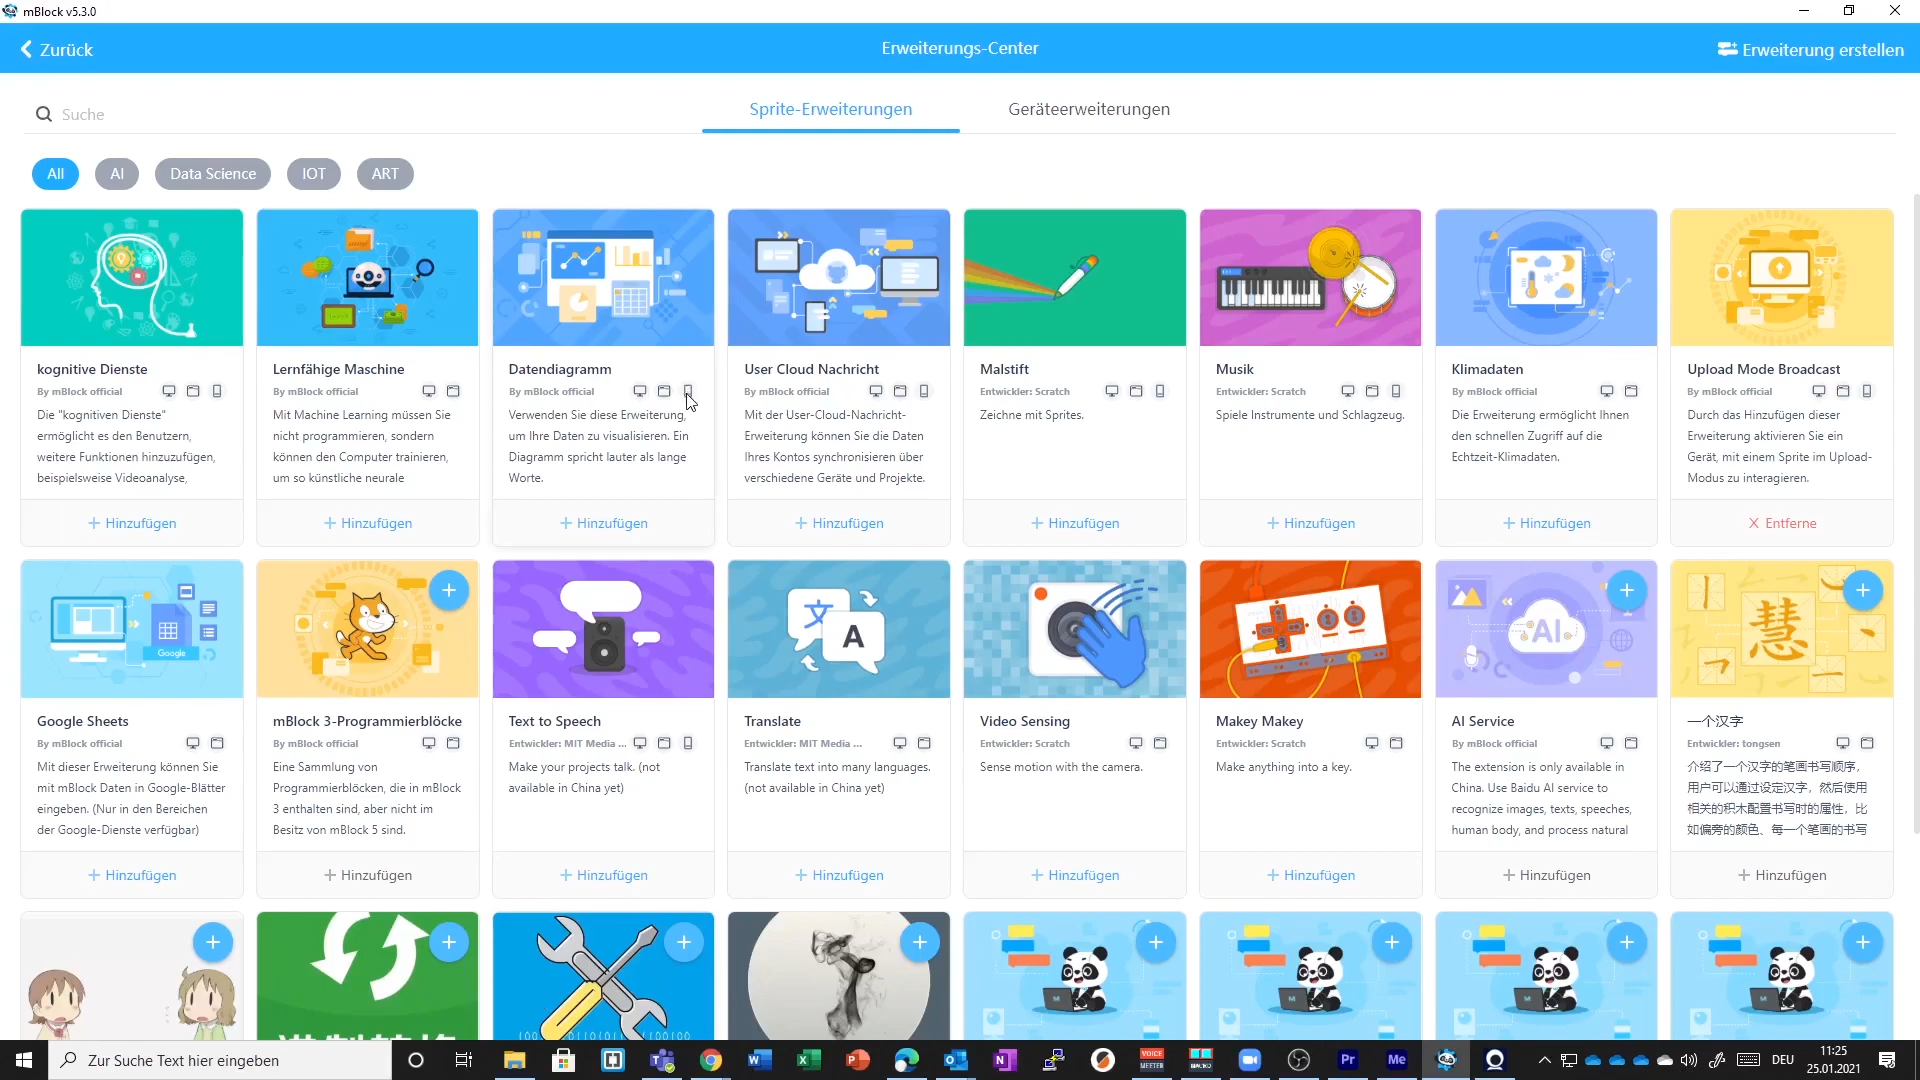 mBlock v5.3.0
Zurück
Erweiterungs-Center
Erweiterung erstellen
Suche
Sprite-Erweiterungen
Geräteerweiterungen
All
AI
Data Science
IOT
ART
kognitive Dienste
By mBlock official
Die "kognitiven Dienste"
ermöglicht es den Benutzern,
weitere Funktionen hinzuzufügen,
beispielsweise Videoanalyse,
Hinzufügen
Lernfähige Maschine
By mBlock official
Mit Machine Learning müssen Sie
nicht programmieren, sondern
können den Computer trainieren,
um so künstliche neurale
Hinzufügen
Datendiagramm
By mBlock official
Verwenden Sie diese Erweiterung,
um Ihre Daten zu visualisieren. Ein
Diagramm spricht lauter als lange
Worte.
Hinzufügen
User Cloud Nachricht
By mBlock official
Mit der User-Cloud-Nachricht-
Erweiterung können Sie die Daten
Ihres Kontos synchronisieren über
verschiedene Geräte und Projekte.
Hinzufügen
Malstift
Entwickler: Scratch
Zeichne mit Sprites.
Hinzufügen
Musik
Entwickler: Scratch
Spiele Instrumente und Schlagzeug.
Hinzufügen
Klimadaten
By mBlock official
Die Erweiterung ermöglicht Ihnen
den schnellen Zugriff auf die
Echtzeit-Klimadaten.
Hinzufügen
Upload Mode Broadcast
By mBlock official
Durch das Hinzufügen dieser
Erweiterung aktivieren Sie ein
Gerät, mit einem Sprite im Upload-
Modus zu interagieren.
Entferne
Google
Google Sheets
By mBlock official
Mit dieser Erweiterung können Sie
mit mBlock Daten in Google-Blätter
eingeben. (Nur in den Bereichen
der Google-Dienste verfügbar)
Hinzufügen
mBlock 3-Programmierblöcke
By mBlock official
Eine Sammlung von
Programmierblöcken, die in mBlock
3 enthalten sind, aber nicht im
Besitz von mBlock 5 sind.
Hinzufügen
Text to Speech
Entwickler: MIT Media ...
Make your projects talk. (not
available in China yet)
Hinzufügen
文
A
Translate
Entwickler: MIT Media ...
Translate text into many languages.
(not available in China yet)
Hinzufügen
Video Sensing
Entwickler: Scratch
Sense motion with the camera.
Hinzufügen
Makey Makey
Entwickler: Scratch
Make anything into a key.
Hinzufügen
AI
AI Service
By mBlock official
The extension is only available in
China. Use Baidu AI service to
recognize images, texts, speeches,
human body, and process natural
Hinzufügen
慧
一个汉字
Entwickler: tongsen
介绍了一个汉字的笔画书写顺序，
用户可以通过设定汉字，然后使用
相关的积木配置书写时的属性，比
如偏旁的颜色、每一个笔画的书写
Hinzufügen
Zur Suche Text hier eingeben
VOICE
MEETER
Pr
Me
DEU
11:25
25.01.2021